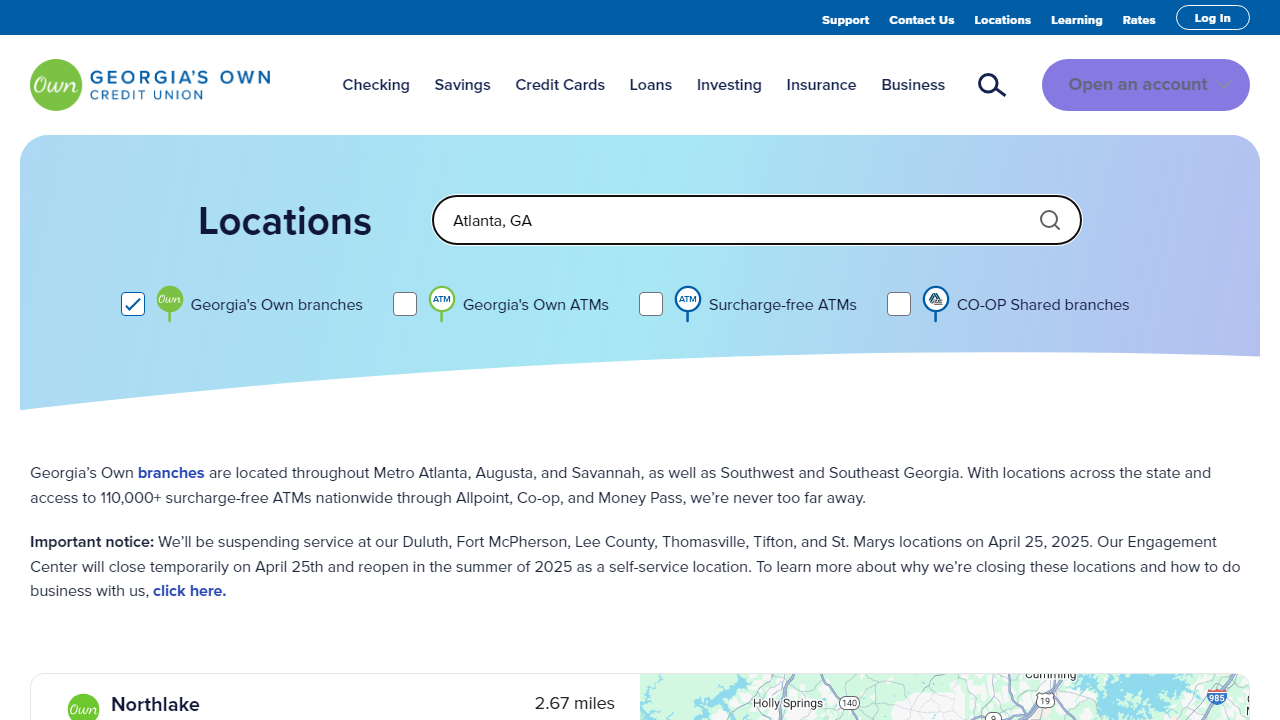 Support Contact Us Locations Learning Rates Log In
Own GEORGIA'S OWN
CREDIT UNION
Checking Savings Credit Cards Loans Investing Insurance Business Open an account
Locations
Atlanta, GA
Own Georgia's Own branches ATM Georgia's Own ATMs ATM Surcharge-free ATMs CO-OP Shared branches
Georgia’s Own branches are located throughout Metro Atlanta, Augusta, and Savannah, as well as Southwest and Southeast Georgia. With locations across the state and
access to 110,000+ surcharge-free ATMs nationwide through Allpoint, Co-op, and Money Pass, we’re never too far away.
Important notice: We’ll be suspending service at our Duluth, Fort McPherson, Lee County, Thomasville, Tifton, and St. Marys locations on April 25, 2025. Our Engagement
Center will close temporarily on April 25th and reopen in the summer of 2025 as a self-service location. To learn more about why we’re closing these locations and how to do
business with us, click here.
Own Northlake 2.67 miles
Cumming
Holly Springs 140 19 985
9